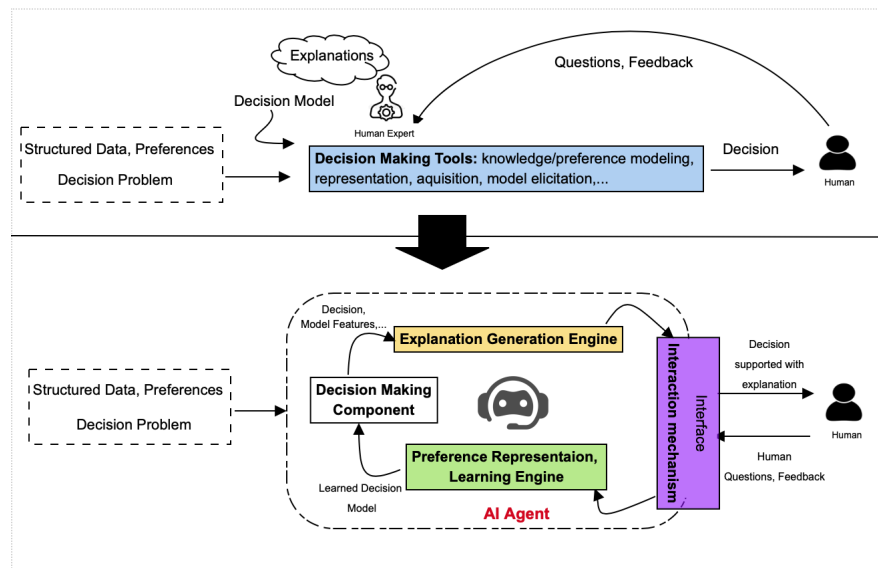 Explanations
Questions, Feedback
Decision Model
Human Expert
Structured Data, Preferences
Decision Problem
Decision Making Tools: knowledge/preference modeling,
representation, aquisition, model elicitation,...
Decision
Human
Decision,
Model Features,...
Explanation Generation Engine
Structured Data, Preferences
Decision Problem
Decision Making
Component
Interaction mechanism
Interface
Decision
supported with
explanation
Human
Preference Representaion,
Learning Engine
Human
Questions, Feedback
Learned Decision
Model
AI Agent